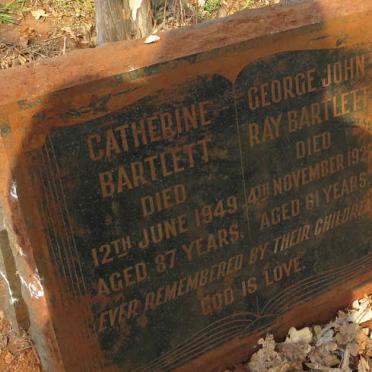 CATHERINE
BARTLETT
DIED
12TH JUNE 1949
AGED 87 YEARS.
GEORGE JOHN
RAY BARTLETT
DIED
4TH NOVEMBER
AGED 61 YEARS
EVER REMEMBERED BY THEIR CHILDREN
GOD IS LOVE.